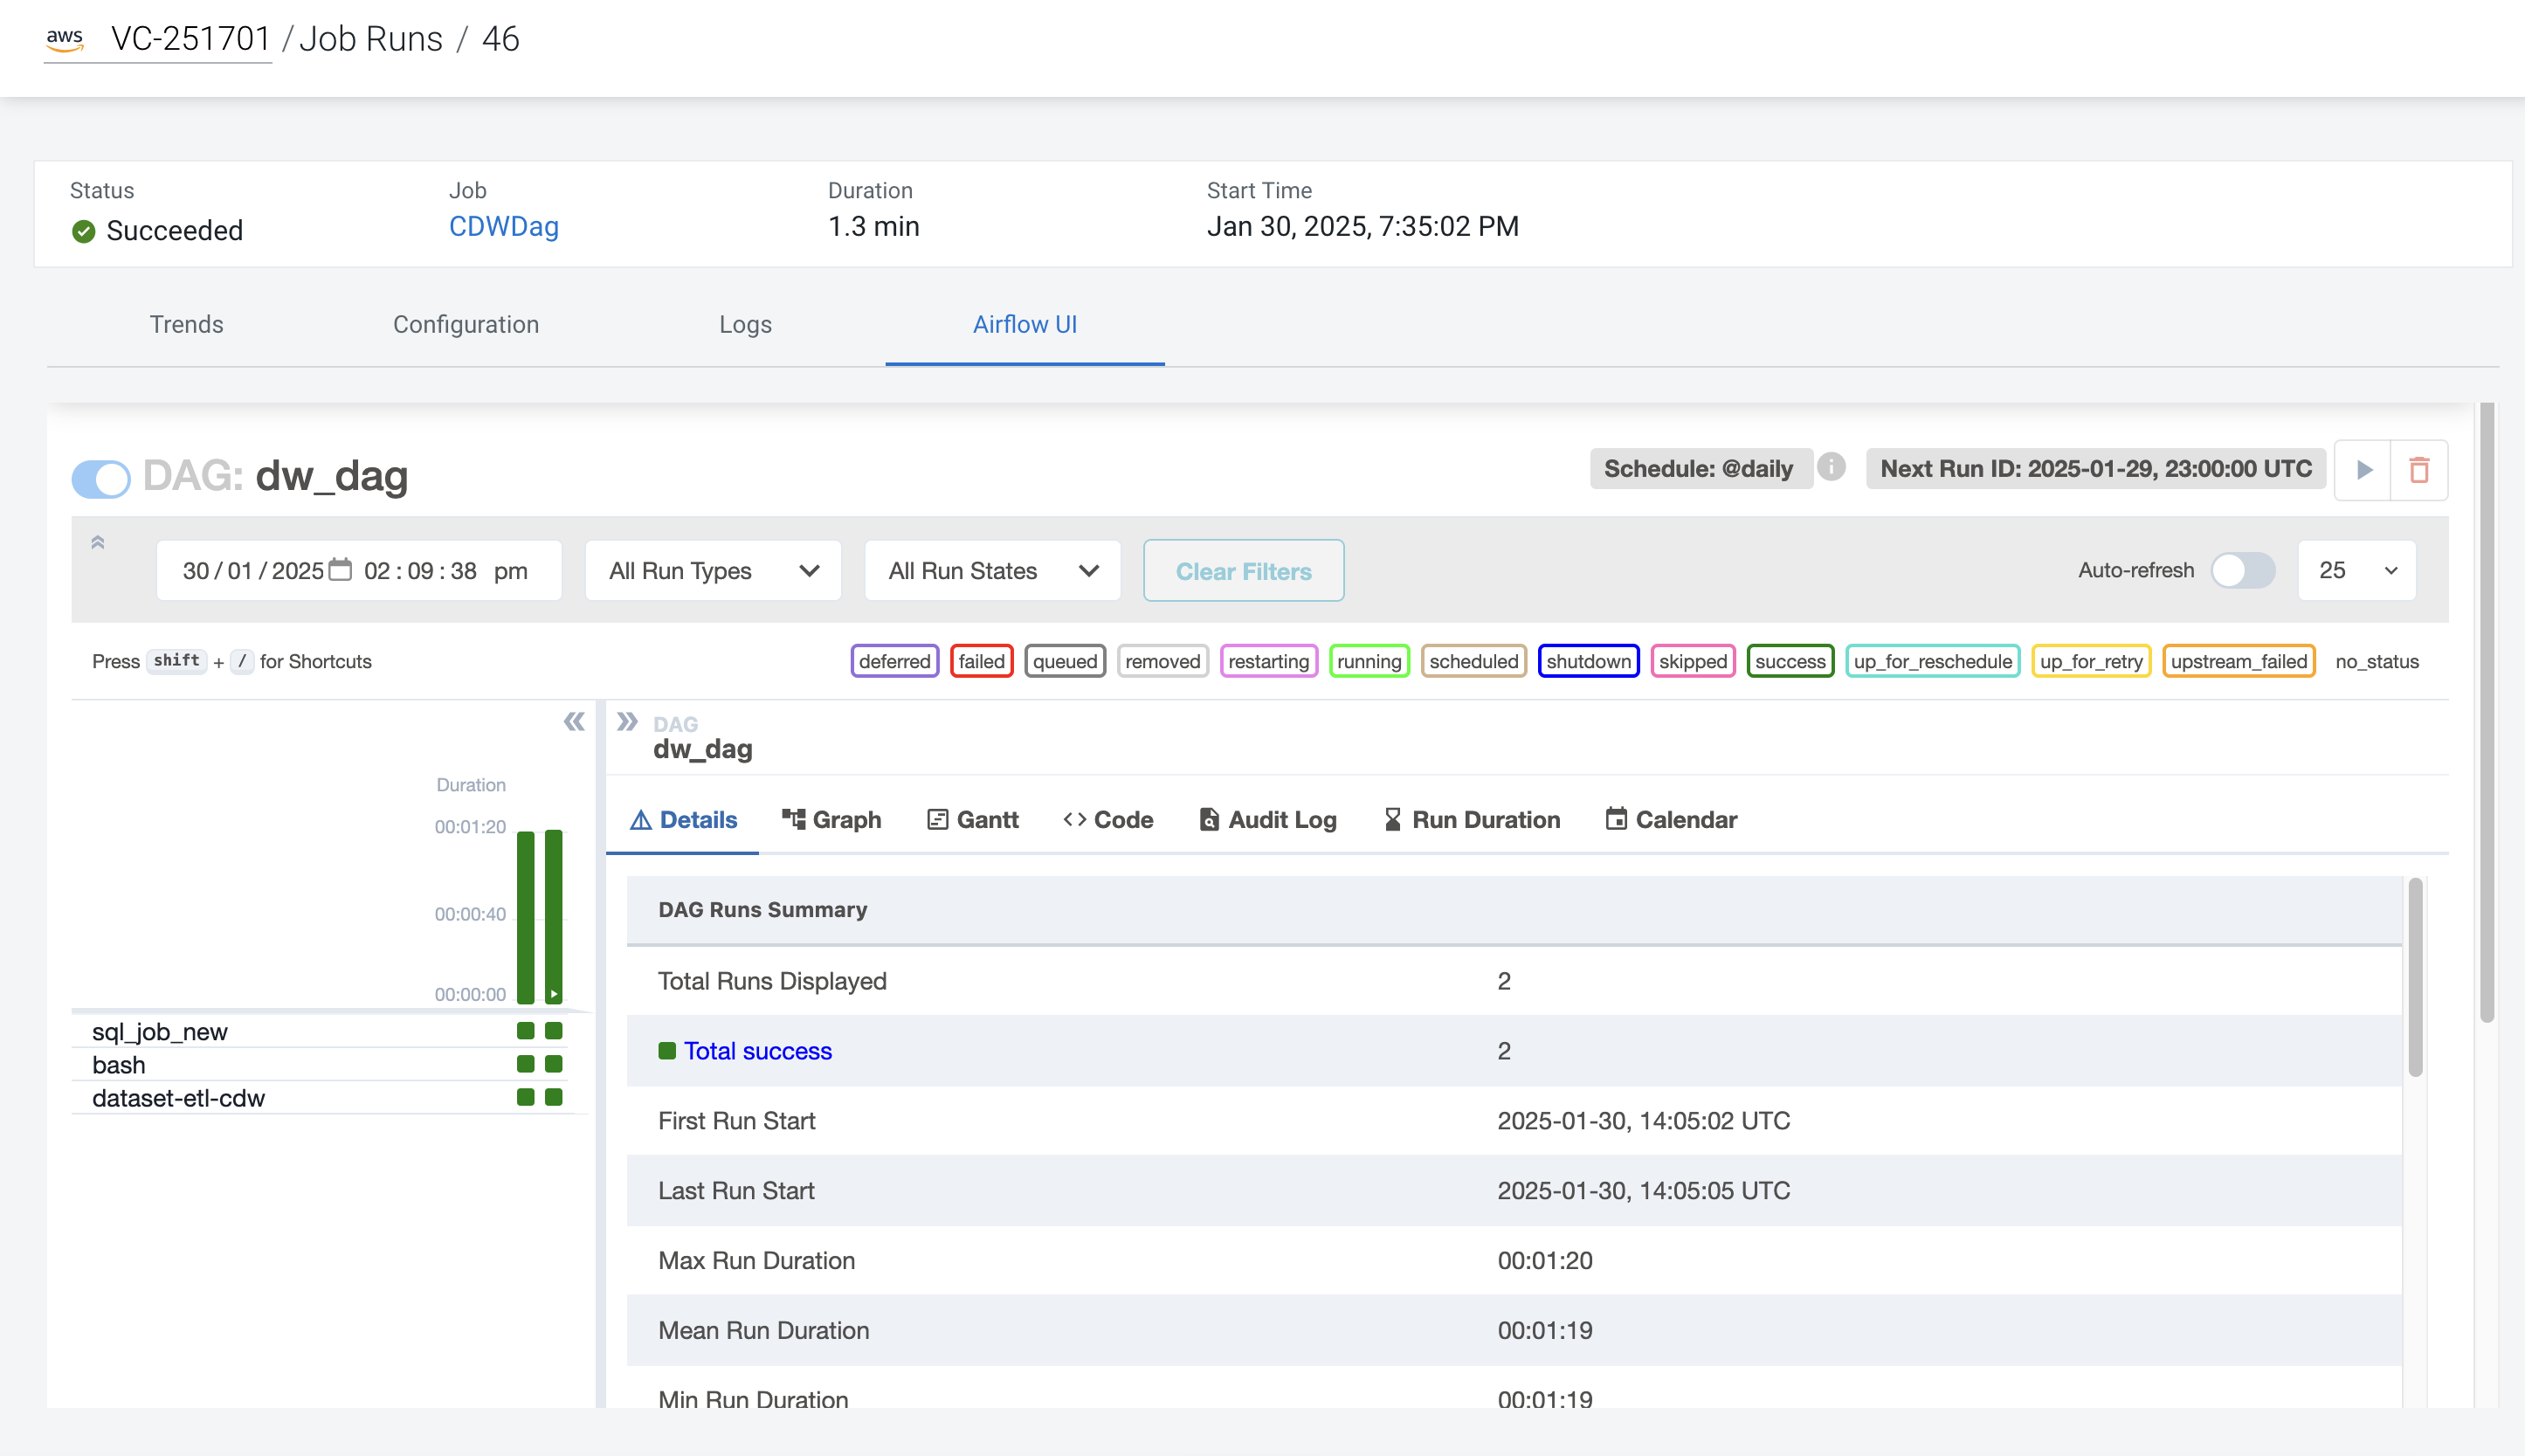 aws VC-251701 / Job Runs / 46
Status Job Duration Start Time
Succeeded CDWDag 1.3 min Jan 30, 2025, 7:35:02 PM
Trends Configuration Logs Airflow UI
DAG: dw_dag Schedule: @daily i Next Run ID: 2025-01-29, 23:00:00 UTC
30/01/2025 02:09:38 pm All Run Types All Run States Clear Filters Auto-refresh 25
Press shift + / for Shortcuts deferred failed queued removed restarting running scheduled shutdown skipped success up_for_reschedule up_for_retry upstream_failed no_status
DAG
dw_dag
Duration
00:01:20
00:00:40
00:00:00
sql_job_new
bash
dataset-etl-cdw
Details Graph Gantt Code Audit Log Run Duration Calendar
DAG Runs Summary
Total Runs Displayed 2
Total success 2
First Run Start 2025-01-30, 14:05:02 UTC
Last Run Start 2025-01-30, 14:05:05 UTC
Max Run Duration 00:01:20
Mean Run Duration 00:01:19
Min Run Duration 00:01:19